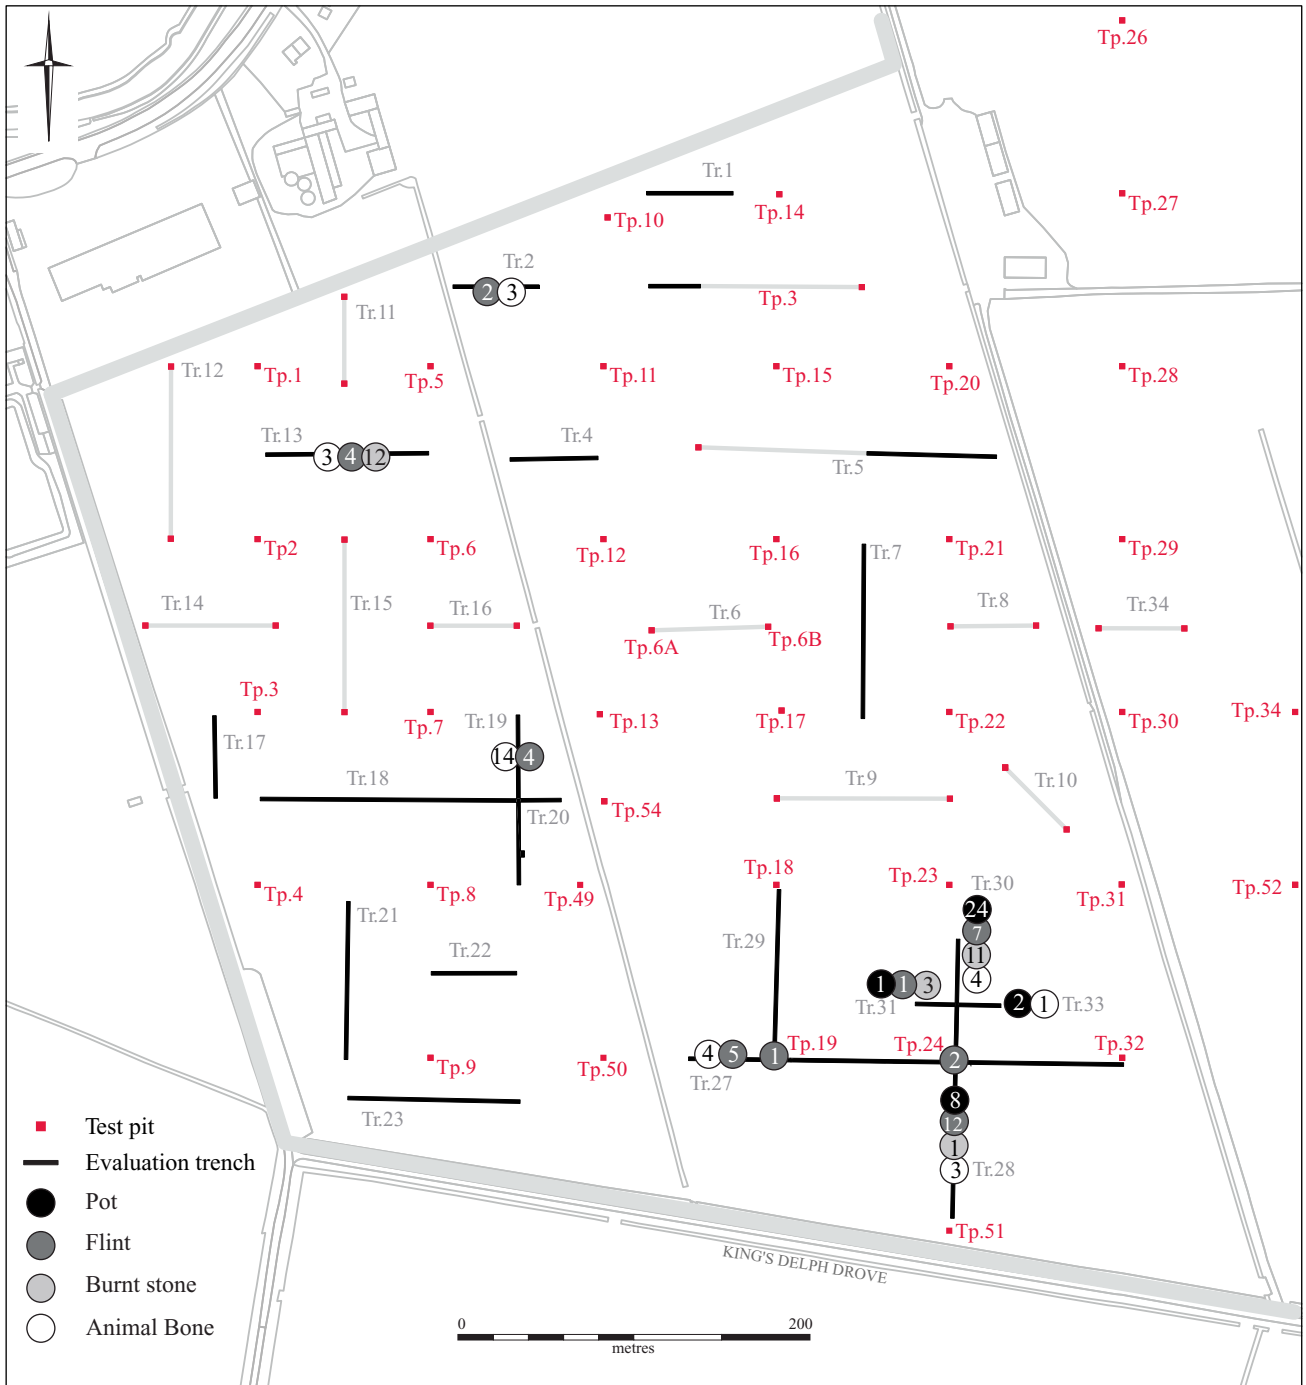 Tp.26
Tr.1
Tp.27
Tp.14
Tp.10
Tr.2
2 3
Tp.3
Tr.11
Tr.12
Tp.1
Tp.5
Tp.11
Tp.15
Tp.20
Tp.28
Tr.13
3 4 12
Tr.4
Tr.5
Tp2
Tp.6
Tp.12
Tp.16
Tr.7
Tp.21
Tp.29
Tr.14
Tr.15
Tr.16
Tr.6
Tp.6A
Tp.6B
Tr.8
Tr.34
Tp.3
Tp.7
Tr.19
Tp.13
Tp.17
Tp.22
Tp.30
Tp.34
Tr.17
14 4
Tr.18
Tr.20
Tp.54
Tr.9
Tr.10
Tp.4
Tp.8
Tp.49
Tp.18
Tp.23
Tr.30
Tp.31
Tp.52
Tr.21
24
7
11
4
Tr.29
Tr.22
1 1 3
Tr.31
2 1
Tr.33
Tp.9
Tp.50
4 5 1
Tp.19
Tr.27
Tp.24
2
Tp.32
Tr.23
8
12
1
3
Tr.28
Tp.51
KING'S DELPH DROVE
Test pit
Evaluation trench
Pot
Flint
Burnt stone
Animal Bone
0 200
metres